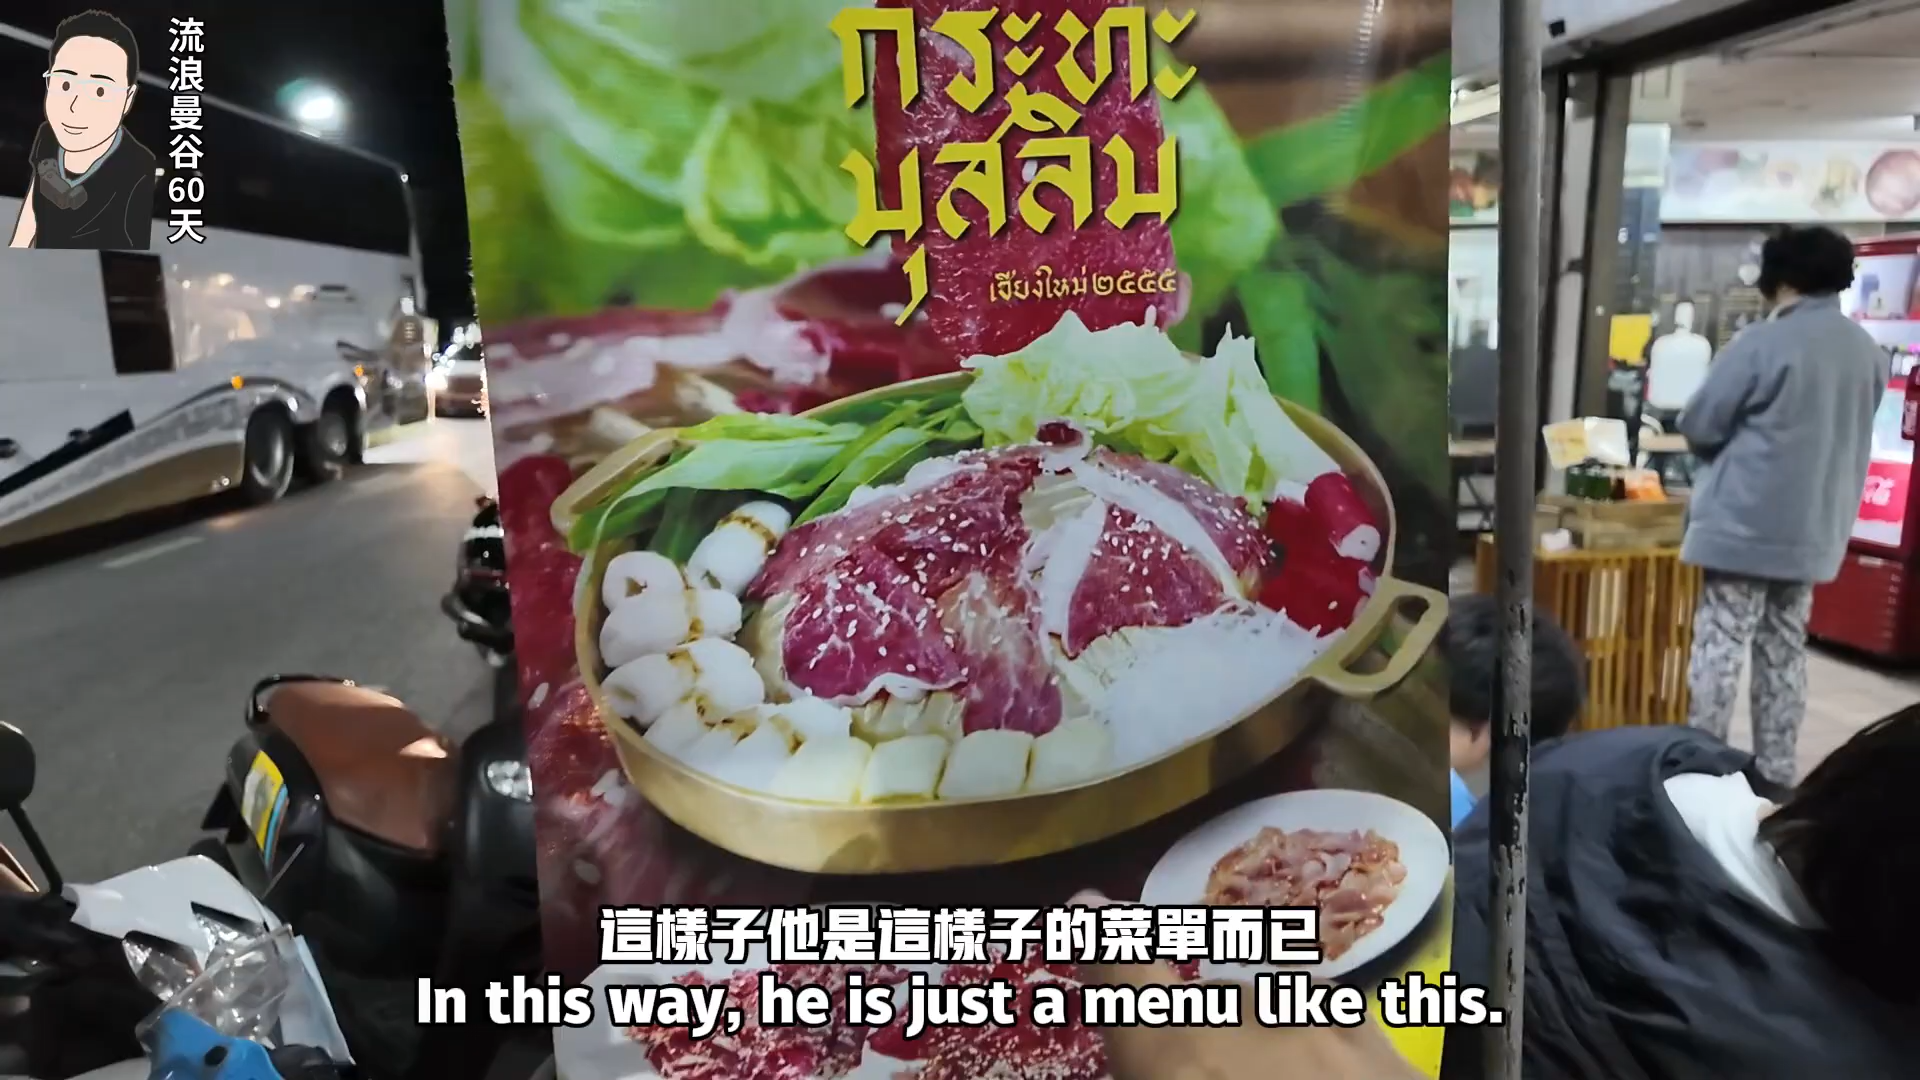 流浪曼谷60天
กระทะ
มุสลิม
เชียงใหม่ ๒๕๕๕
這樣子他是這樣子的菜單而已
In this way, he is just a menu like this.